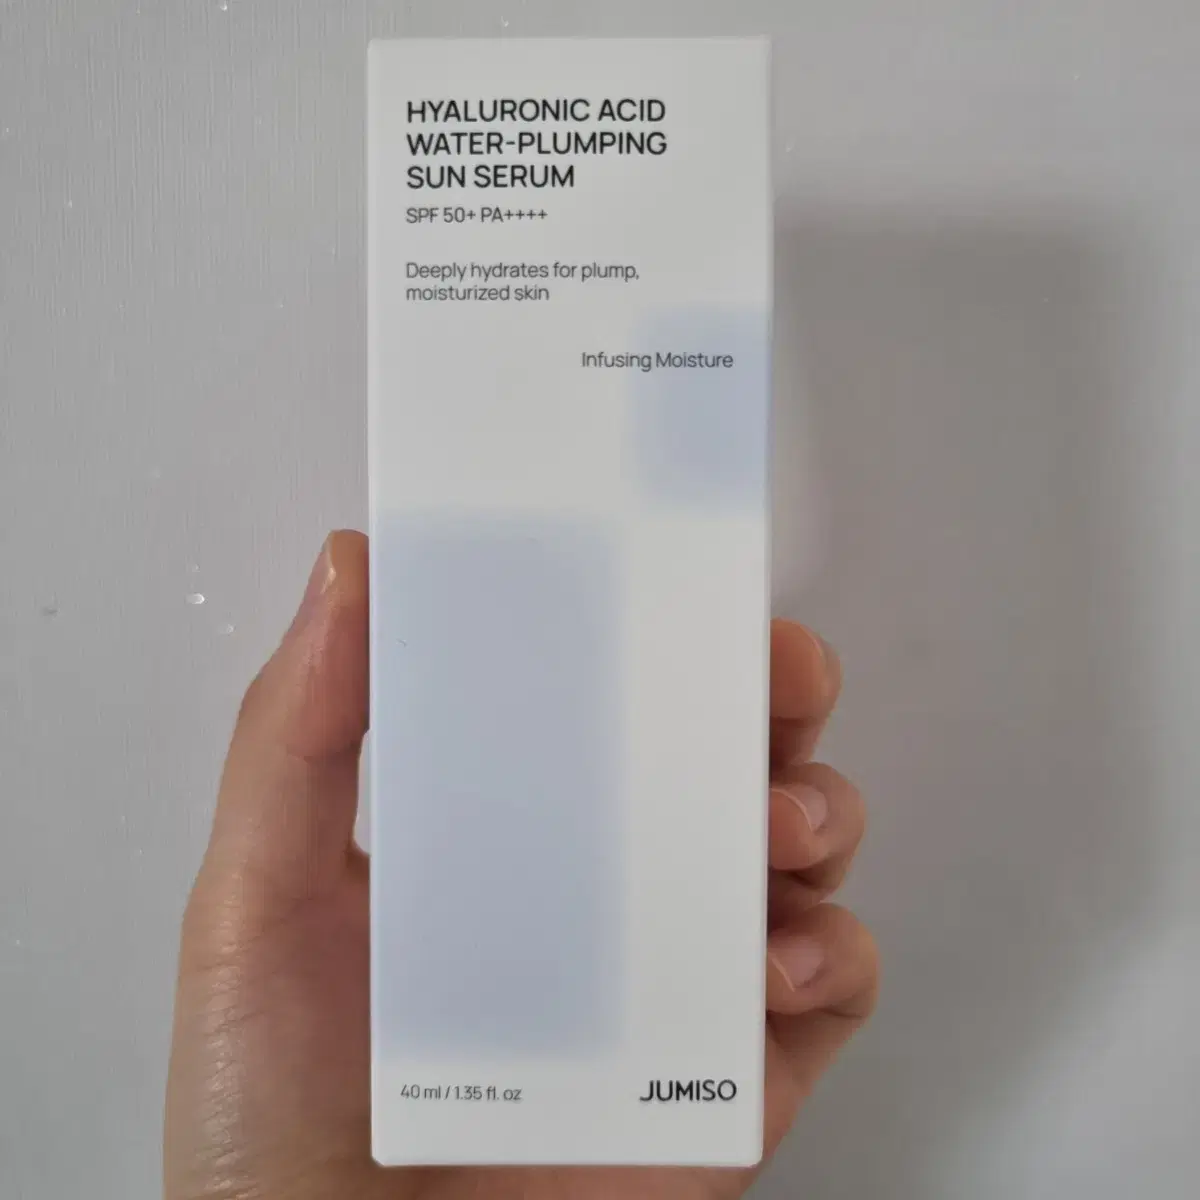 HYALURONIC ACID
WATER-PLUMPING
SUN SERUM
SPF 50+ PA++++
Deeply hydrates for plump,
moisturized skin
Infusing Moisture
40 ml / 1.35 fl. oz
JUMISO